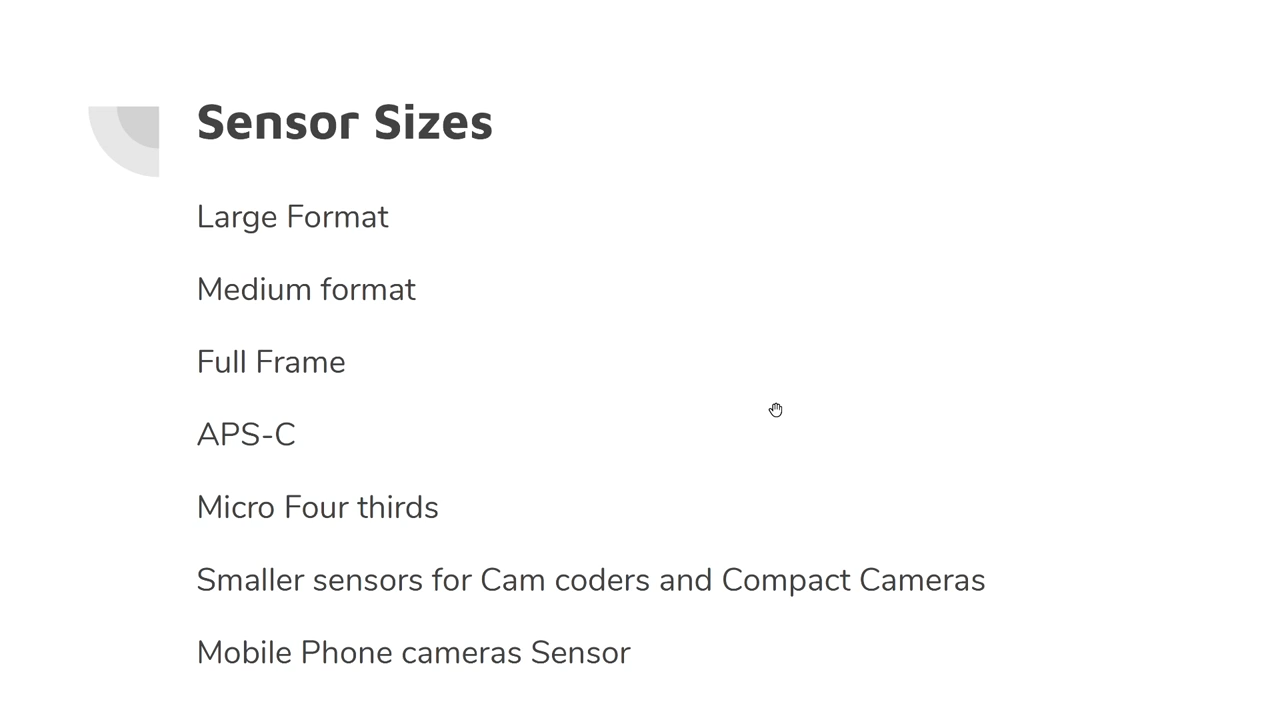 Sensor Sizes
Large Format
Medium format
Full Frame
APS-C
Micro Four thirds
Smaller sensors for Cam coders and Compact Cameras
Mobile Phone cameras Sensor